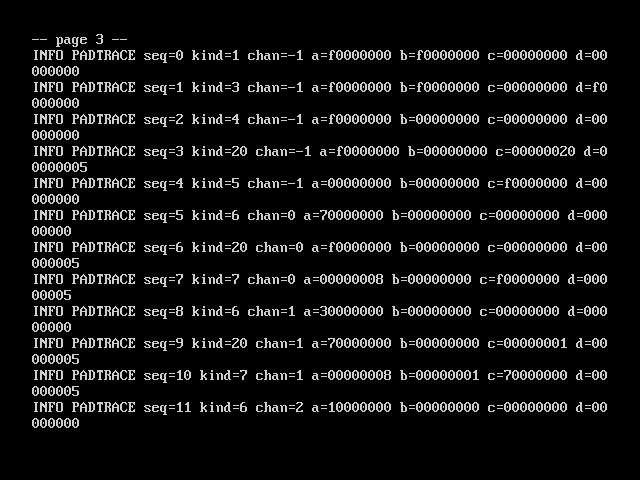 -- page 3 --
INFO PADTRACE seq=0 kind=1 chan=-1 a=f0000000 b=f0000000 c=00000000 d=00
000000
INFO PADTRACE seq=1 kind=3 chan=-1 a=f0000000 b=f0000000 c=00000000 d=f0
000000
INFO PADTRACE seq=2 kind=4 chan=-1 a=f0000000 b=00000000 c=00000000 d=00
000000
INFO PADTRACE seq=3 kind=20 chan=-1 a=f0000000 b=00000000 c=00000020 d=0
0000005
INFO PADTRACE seq=4 kind=5 chan=-1 a=00000000 b=00000000 c=f0000000 d=00
000000
INFO PADTRACE seq=5 kind=6 chan=0 a=70000000 b=00000000 c=00000000 d=000
00000
INFO PADTRACE seq=6 kind=20 chan=0 a=f0000000 b=00000000 c=00000000 d=00
000005
INFO PADTRACE seq=7 kind=7 chan=0 a=00000008 b=00000000 c=f0000000 d=000
00005
INFO PADTRACE seq=8 kind=6 chan=1 a=30000000 b=00000000 c=00000000 d=000
00000
INFO PADTRACE seq=9 kind=20 chan=1 a=70000000 b=00000000 c=00000001 d=00
000005
INFO PADTRACE seq=10 kind=7 chan=1 a=00000008 b=00000001 c=70000000 d=00
000005
INFO PADTRACE seq=11 kind=6 chan=2 a=10000000 b=00000000 c=00000000 d=00
000000